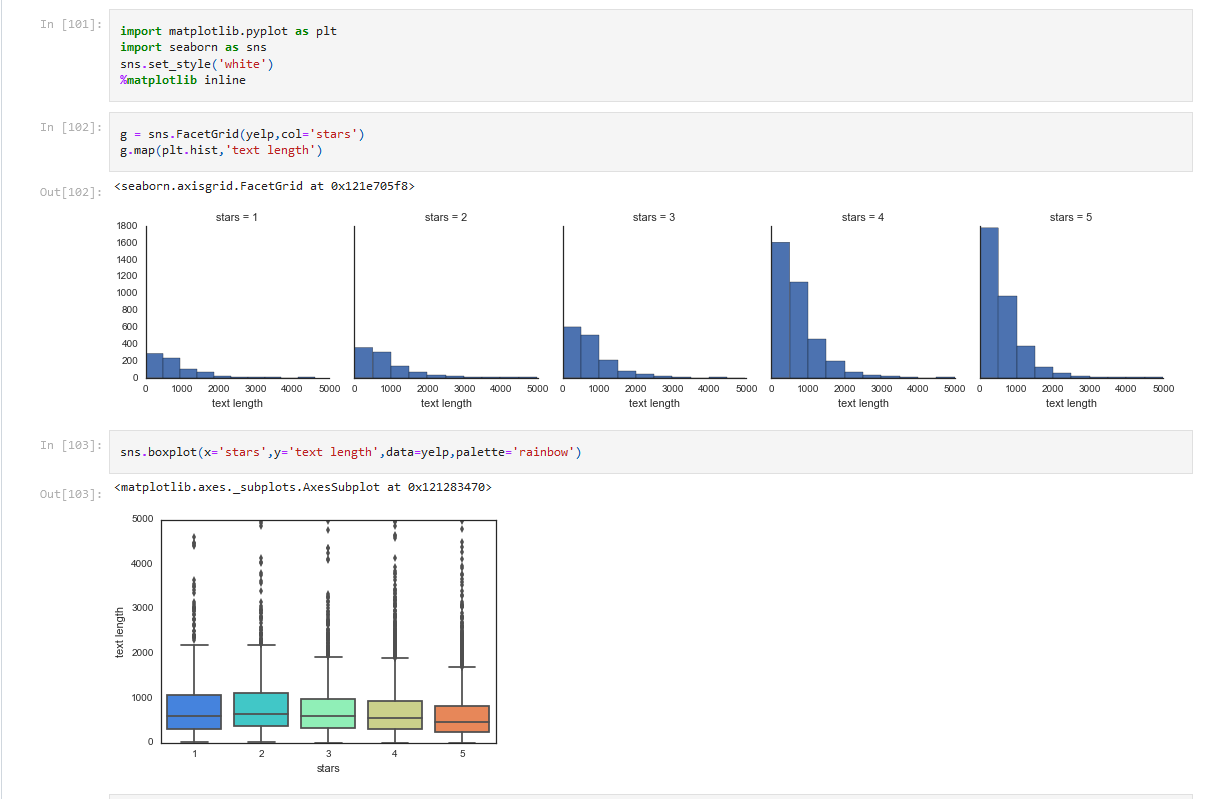 In [101]:
import matplotlib.pyplot as plt
import seaborn as sns
sns.set_style('white')
%matplotlib inline
In [102]:
g = sns.FacetGrid(yelp,col='stars')
g.map(plt.hist,'text length')
Out[102]:
<seaborn.axisgrid.FacetGrid at 0x121e705f8>
stars = 1 stars = 2 stars = 3 stars = 4 stars = 5
1800
1600
1400
1200
1000
800
600
400
200
0
0 1000 2000 3000 4000 5000 0 1000 2000 3000 4000 5000 0 1000 2000 3000 4000 5000 0 1000 2000 3000 4000 5000 0 1000 2000 3000 4000 5000
text length text length text length text length text length
In [103]:
sns.boxplot(x='stars',y='text length',data=yelp,palette='rainbow')
Out[103]:
<matplotlib.axes._subplots.AxesSubplot at 0x121283470>
5000
4000
3000
2000
1000
0
text length
1 2 3 4 5
stars